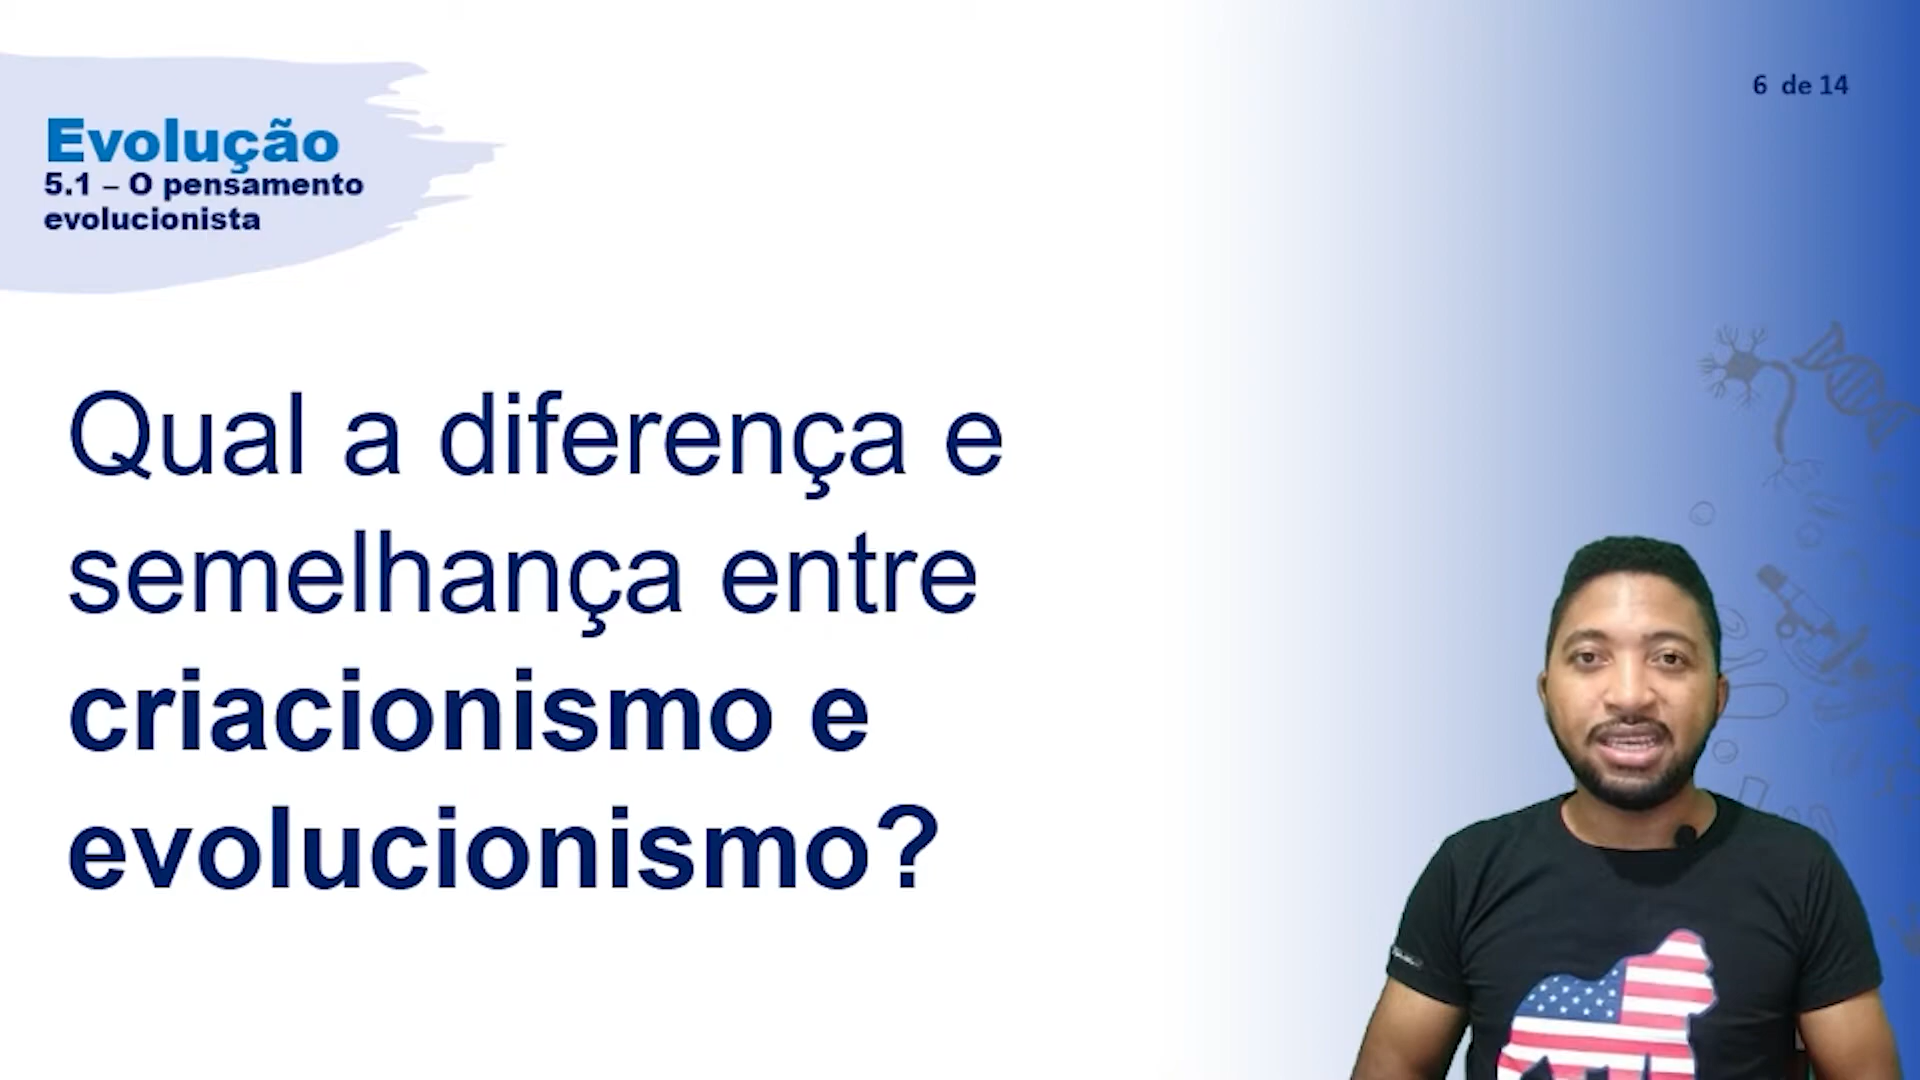 Evolução
5.1 – O pensamento
evolucionista
6 de 14
Qual a diferença e
semelhança entre
criacionismo e
evolucionismo?